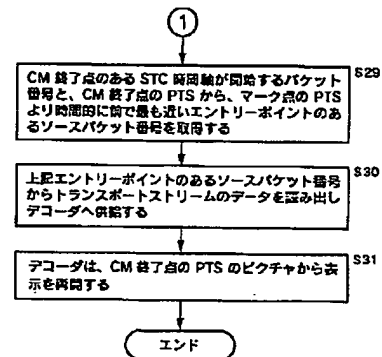 1
CM 終了点のある STC 時間軸が開始するパケット
番号と、CM 終了点の PTS から、マーク点の PTS
より時間的に前で最も近いエントリーポイントのあ
るソースパケット番号を取得する
S29
上記エントリーポイントのあるソースパケット番号
からトランスポートストリームのデータを読み出し
デコーダへ供給する
S30
デコーダは、CM 終了点の PTS のピクチャから表
示を再開する
S31
エンド